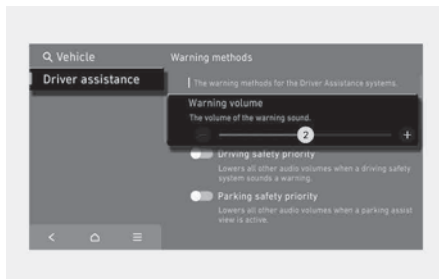 Vehicle
Warning methods
Driver assistance
The warning methods for the Driver Assistance systems.
Warning volume
The volume of the warning sound.
2
Driving safety priority
Lowers all other audio volumes when a driving safety
system sounds a warning.
Parking safety priority
Lowers all other audio volumes when a parking assist
view is active.